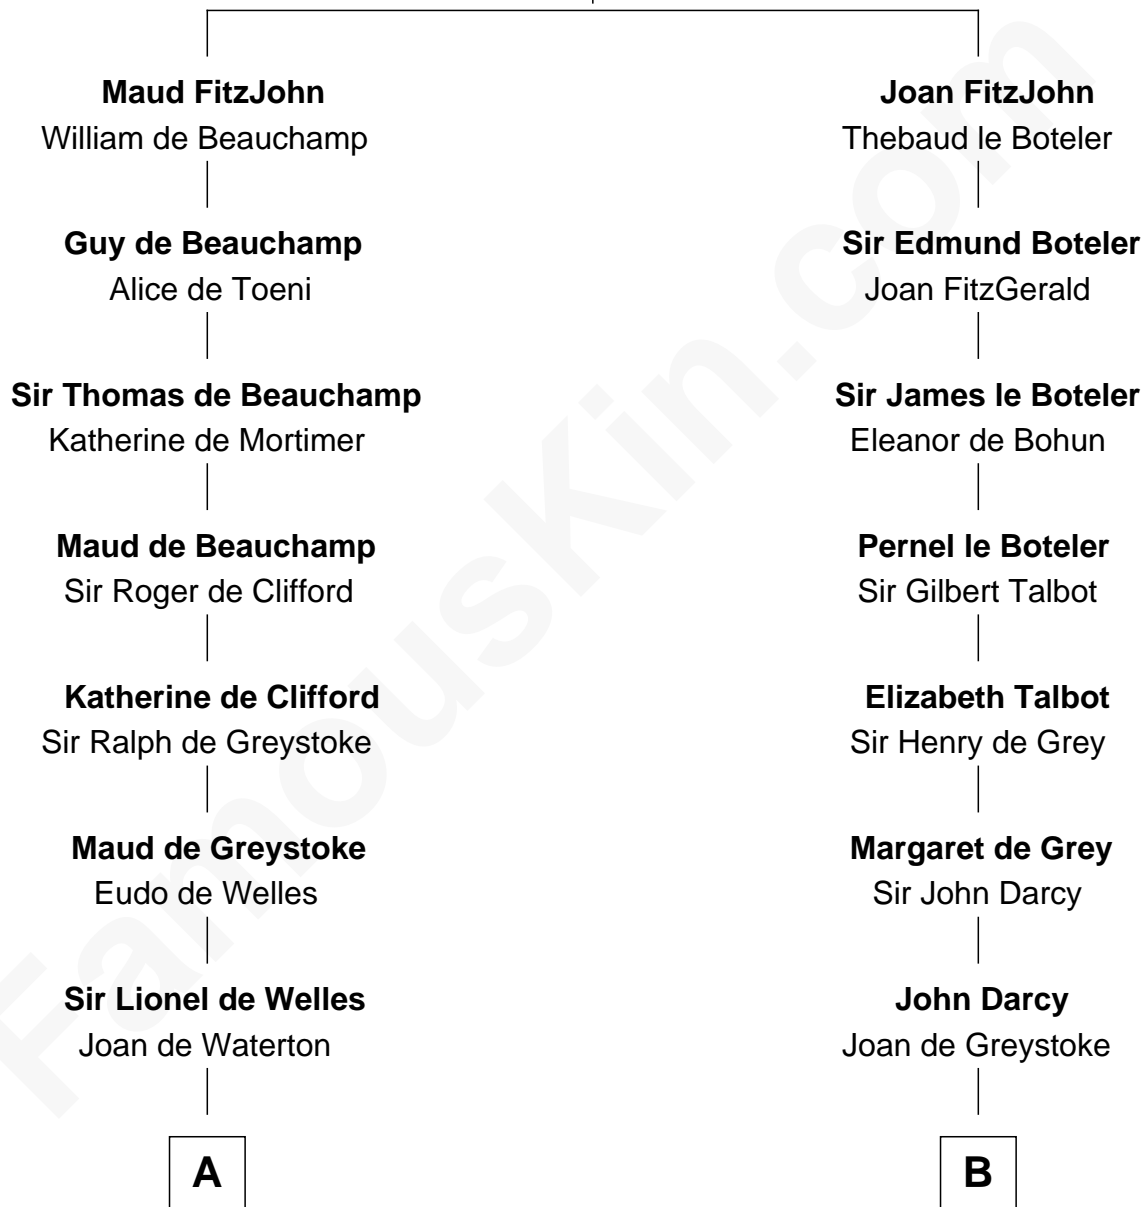 Maud FitzJohn
William de Beauchamp
Guy de Beauchamp
Alice de Toeni
Sir Thomas de Beauchamp
Katherine de Mortimer
Maud de Beauchamp
Sir Roger de Clifford
Katherine de Clifford
Sir Ralph de Greystoke
Maud de Greystoke
Eudo de Welles
Sir Lionel de Welles
Joan de Waterton
A
Joan FitzJohn
Thebaud le Boteler
Sir Edmund Boteler
Joan FitzGerald
Sir James le Boteler
Eleanor de Bohun
Pernel le Boteler
Sir Gilbert Talbot
Elizabeth Talbot
Sir Henry de Grey
Margaret de Grey
Sir John Darcy
John Darcy
Joan de Greystoke
B
FamousKin.com